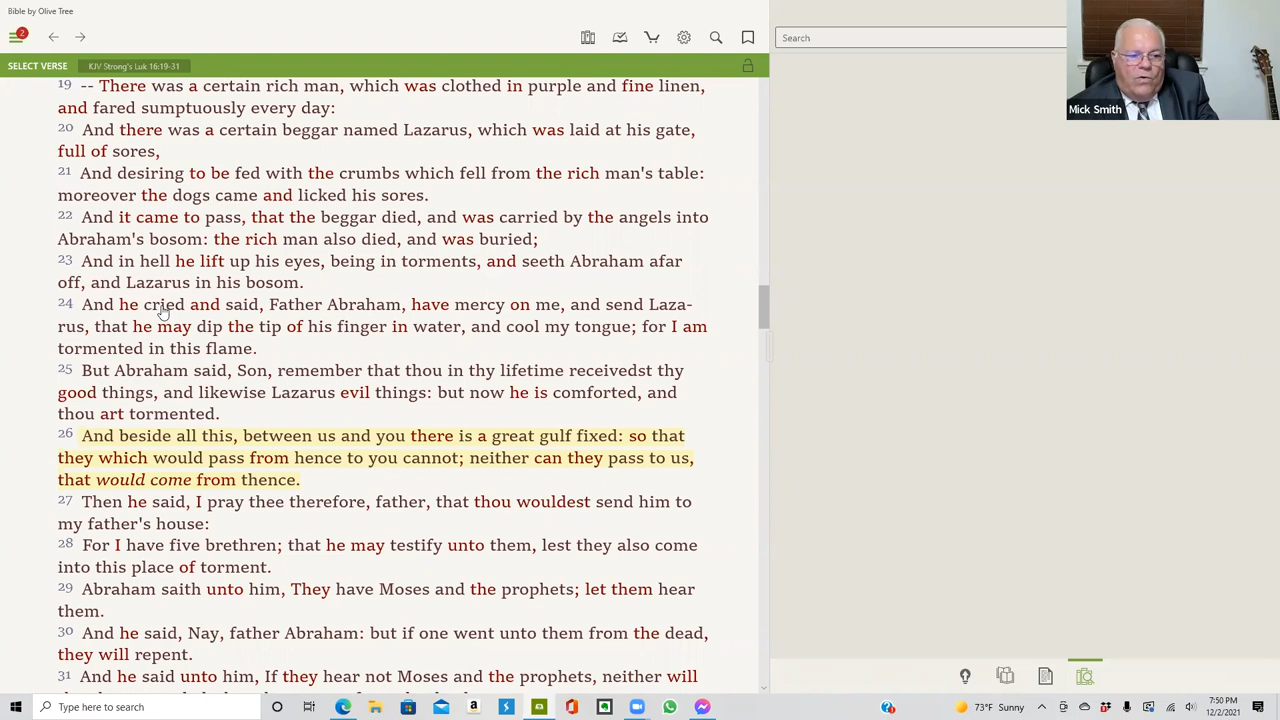 Bible by Olive Tree
2
SELECT VERSE KJV Strong's Luk 16:19-31
Search
Mick Smith
19 -- There was a certain rich man, which was clothed in purple and fine linen,
and fared sumptuously every day:
20 And there was a certain beggar named Lazarus, which was laid at his gate,
full of sores,
21 And desiring to be fed with the crumbs which fell from the rich man's table:
moreover the dogs came and licked his sores.
22 And it came to pass, that the beggar died, and was carried by the angels into
Abraham's bosom: the rich man also died, and was buried;
23 And in hell he lift up his eyes, being in torments, and seeth Abraham afar
off, and Lazarus in his bosom.
24 And he cried and said, Father Abraham, have mercy on me, and send Laza-
rus, that he may dip the tip of his finger in water, and cool my tongue; for I am
tormented in this flame.
25 But Abraham said, Son, remember that thou in thy lifetime receivedst thy
good things, and likewise Lazarus evil things: but now he is comforted, and
thou art tormented.
26 And beside all this, between us and you there is a great gulf fixed: so that
they which would pass from hence to you cannot; neither can they pass to us,
that would come from thence.
27 Then he said, I pray thee therefore, father, that thou wouldest send him to
my father's house:
28 For I have five brethren; that he may testify unto them, lest they also come
into this place of torment.
29 Abraham saith unto him, They have Moses and the prophets; let them hear
them.
30 And he said, Nay, father Abraham: but if one went unto them from the dead,
they will repent.
31 And he said unto him, If they hear not Moses and the prophets, neither will
Type here to search
73°F Sunny
7:50 PM
12/2/2021